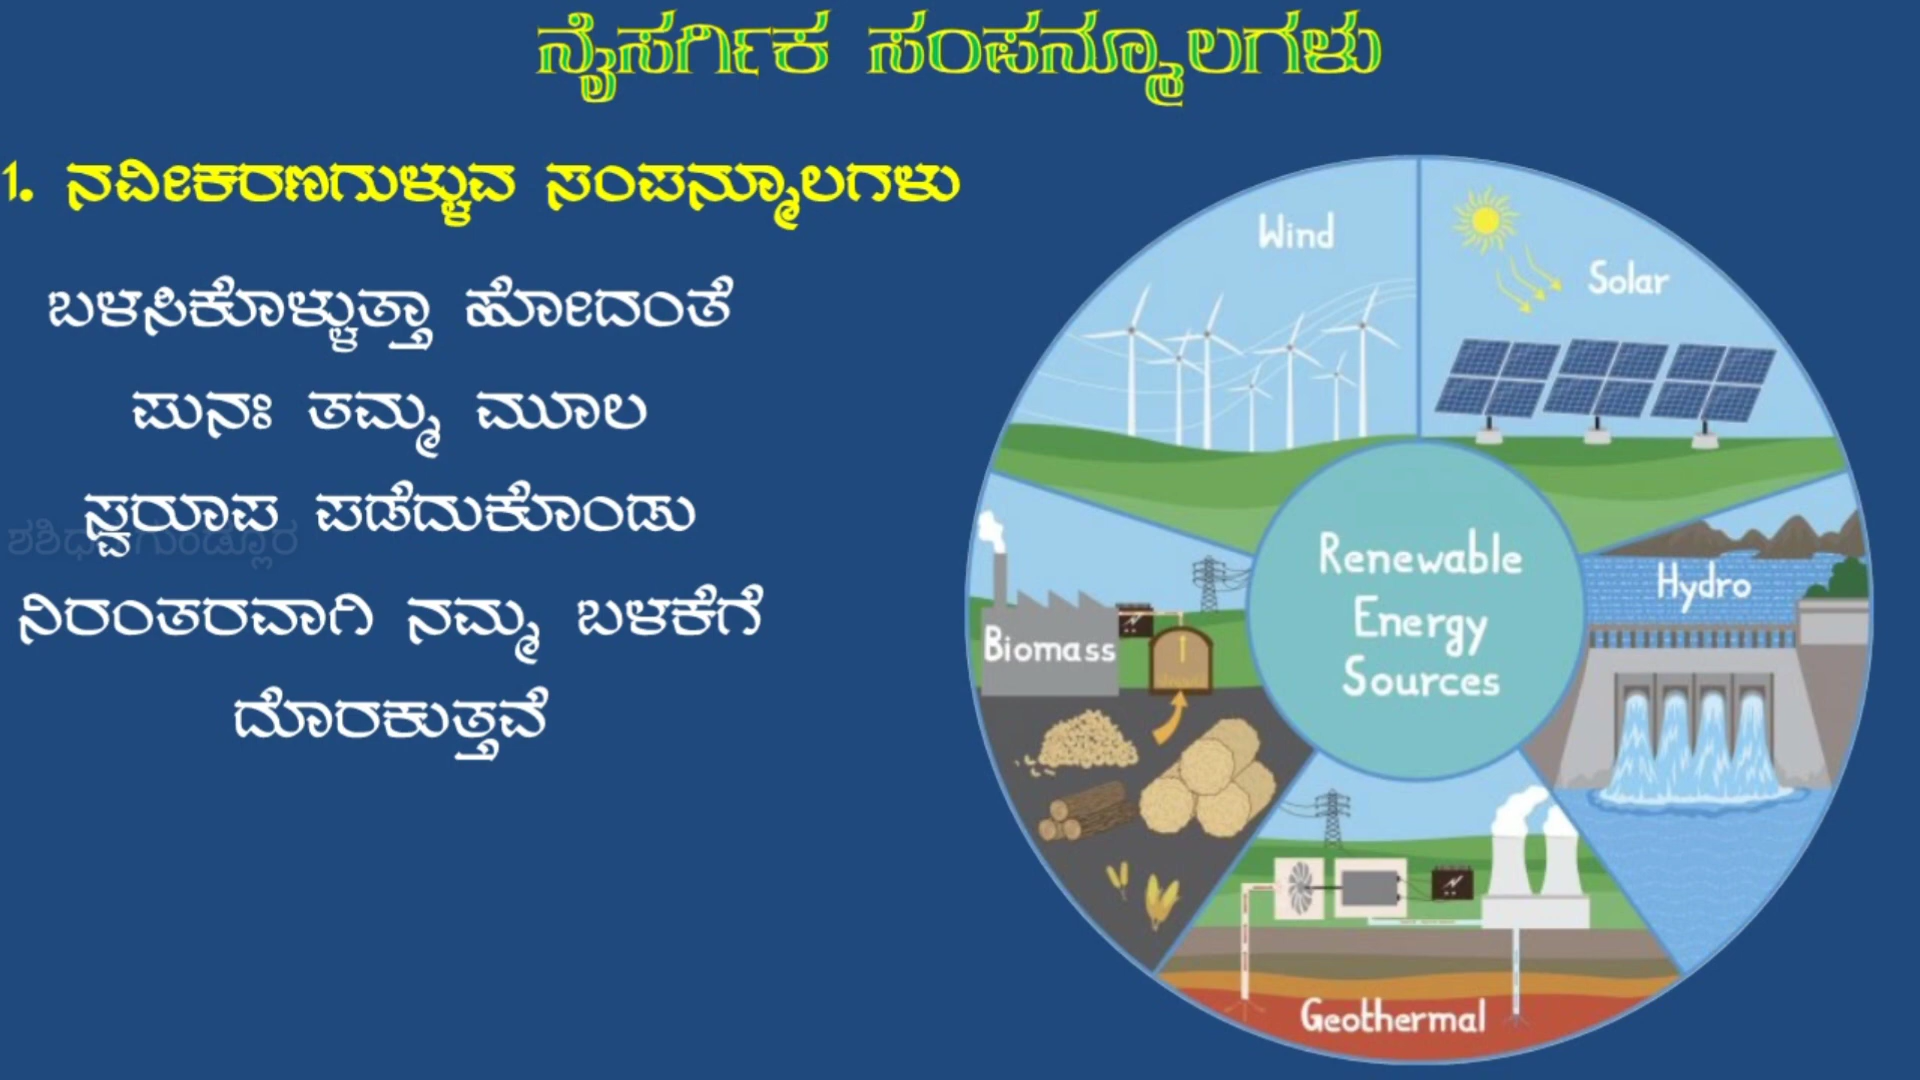 ನೈಸರ್ಗಿಕ ಸಂಪನ್ಮೂಲಗಳು
1. ನವೀಕರಣಗುಳ್ಳುವ ಸಂಪನ್ಮೂಲಗಳು
ಬಳಸಿಕೊಳ್ಳುತ್ತಾ ಹೋದಂತೆ
ಪುನಃ ತಮ್ಮ ಮೂಲ
ಸ್ವರೂಪ ಪಡೆದುಕೊಂಡು
ನಿರಂತರವಾಗಿ ನಮ್ಮ ಬಳಕೆಗೆ
ದೊರಕುತ್ತವೆ
Wind
Solar
Biomass
Renewable
Energy
Sources
Hydro
Geothermal